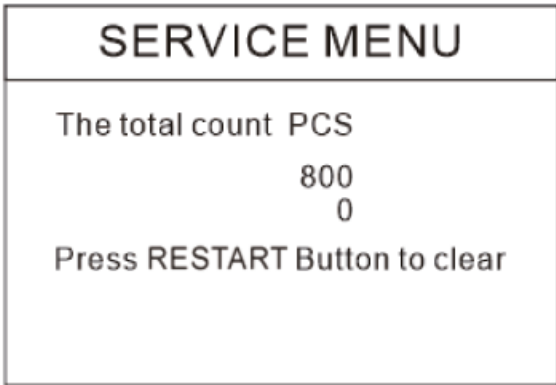 SERVICE MENU
The total count PCS
800
0
Press RESTART Button to clear